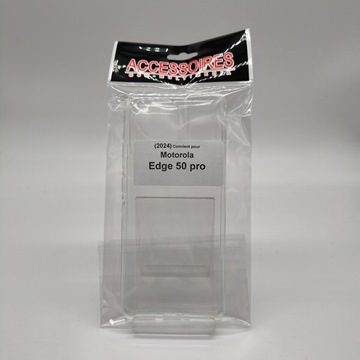 ACCESSOIRES
(2024) Convient pour
Motorola
Edge 50 pro